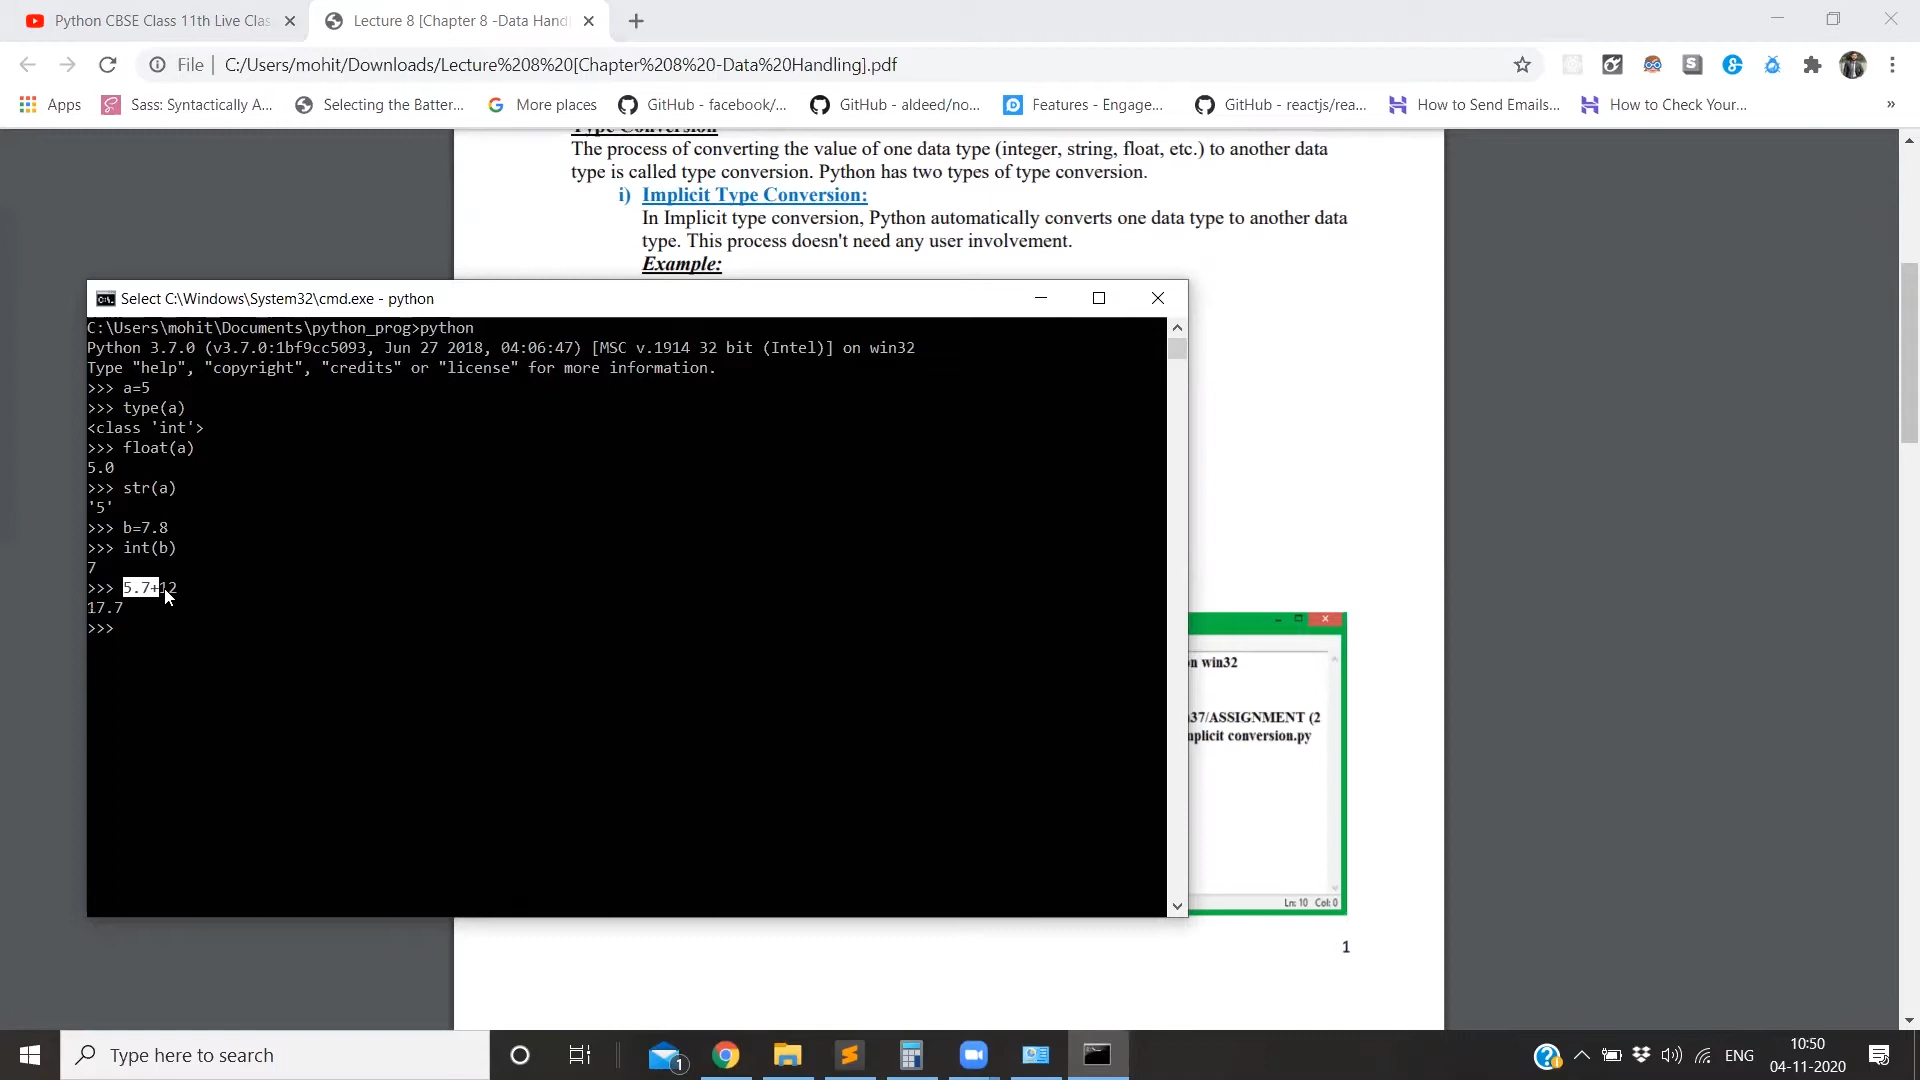 Python CBSE Class 11th Live Clas
Lecture 8 [Chapter 8 -Data Hand
File | C:/Users/mohit/Downloads/Lecture%208%20[Chapter%208%20-Data%20Handling].pdf
Apps
Sass: Syntactically A...
Selecting the Batter...
More places
GitHub - facebook/...
GitHub - aldeed/no...
Features - Engage...
GitHub - reactjs/rea...
How to Send Emails...
How to Check Your...
»
Type Conversion
The process of converting the value of one data type (integer, string, float, etc.) to another data
type is called type conversion. Python has two types of type conversion.
i) Implicit Type Conversion:
In Implicit type conversion, Python automatically converts one data type to another data
type. This process doesn't need any user involvement.
Example:
Select C:\Windows\System32\cmd.exe - python
C:\Users\mohit\Documents\python_prog>python
Python 3.7.0 (v3.7.0:1bf9cc5093, Jun 27 2018, 04:06:47) [MSC v.1914 32 bit (Intel)] on win32
Type "help", "copyright", "credits" or "license" for more information.
>>> a=5
>>> type(a)
<class 'int'>
>>> float(a)
5.0
>>> str(a)
'5'
>>> b=7.8
>>> int(b)
7
>>> 5.7+12
17.7
>>>
n win32
37/ASSIGNMENT (2
nplicit conversion.py
Ln: 10 Col: 0
1
Type here to search
1
ENG
10:50
04-11-2020